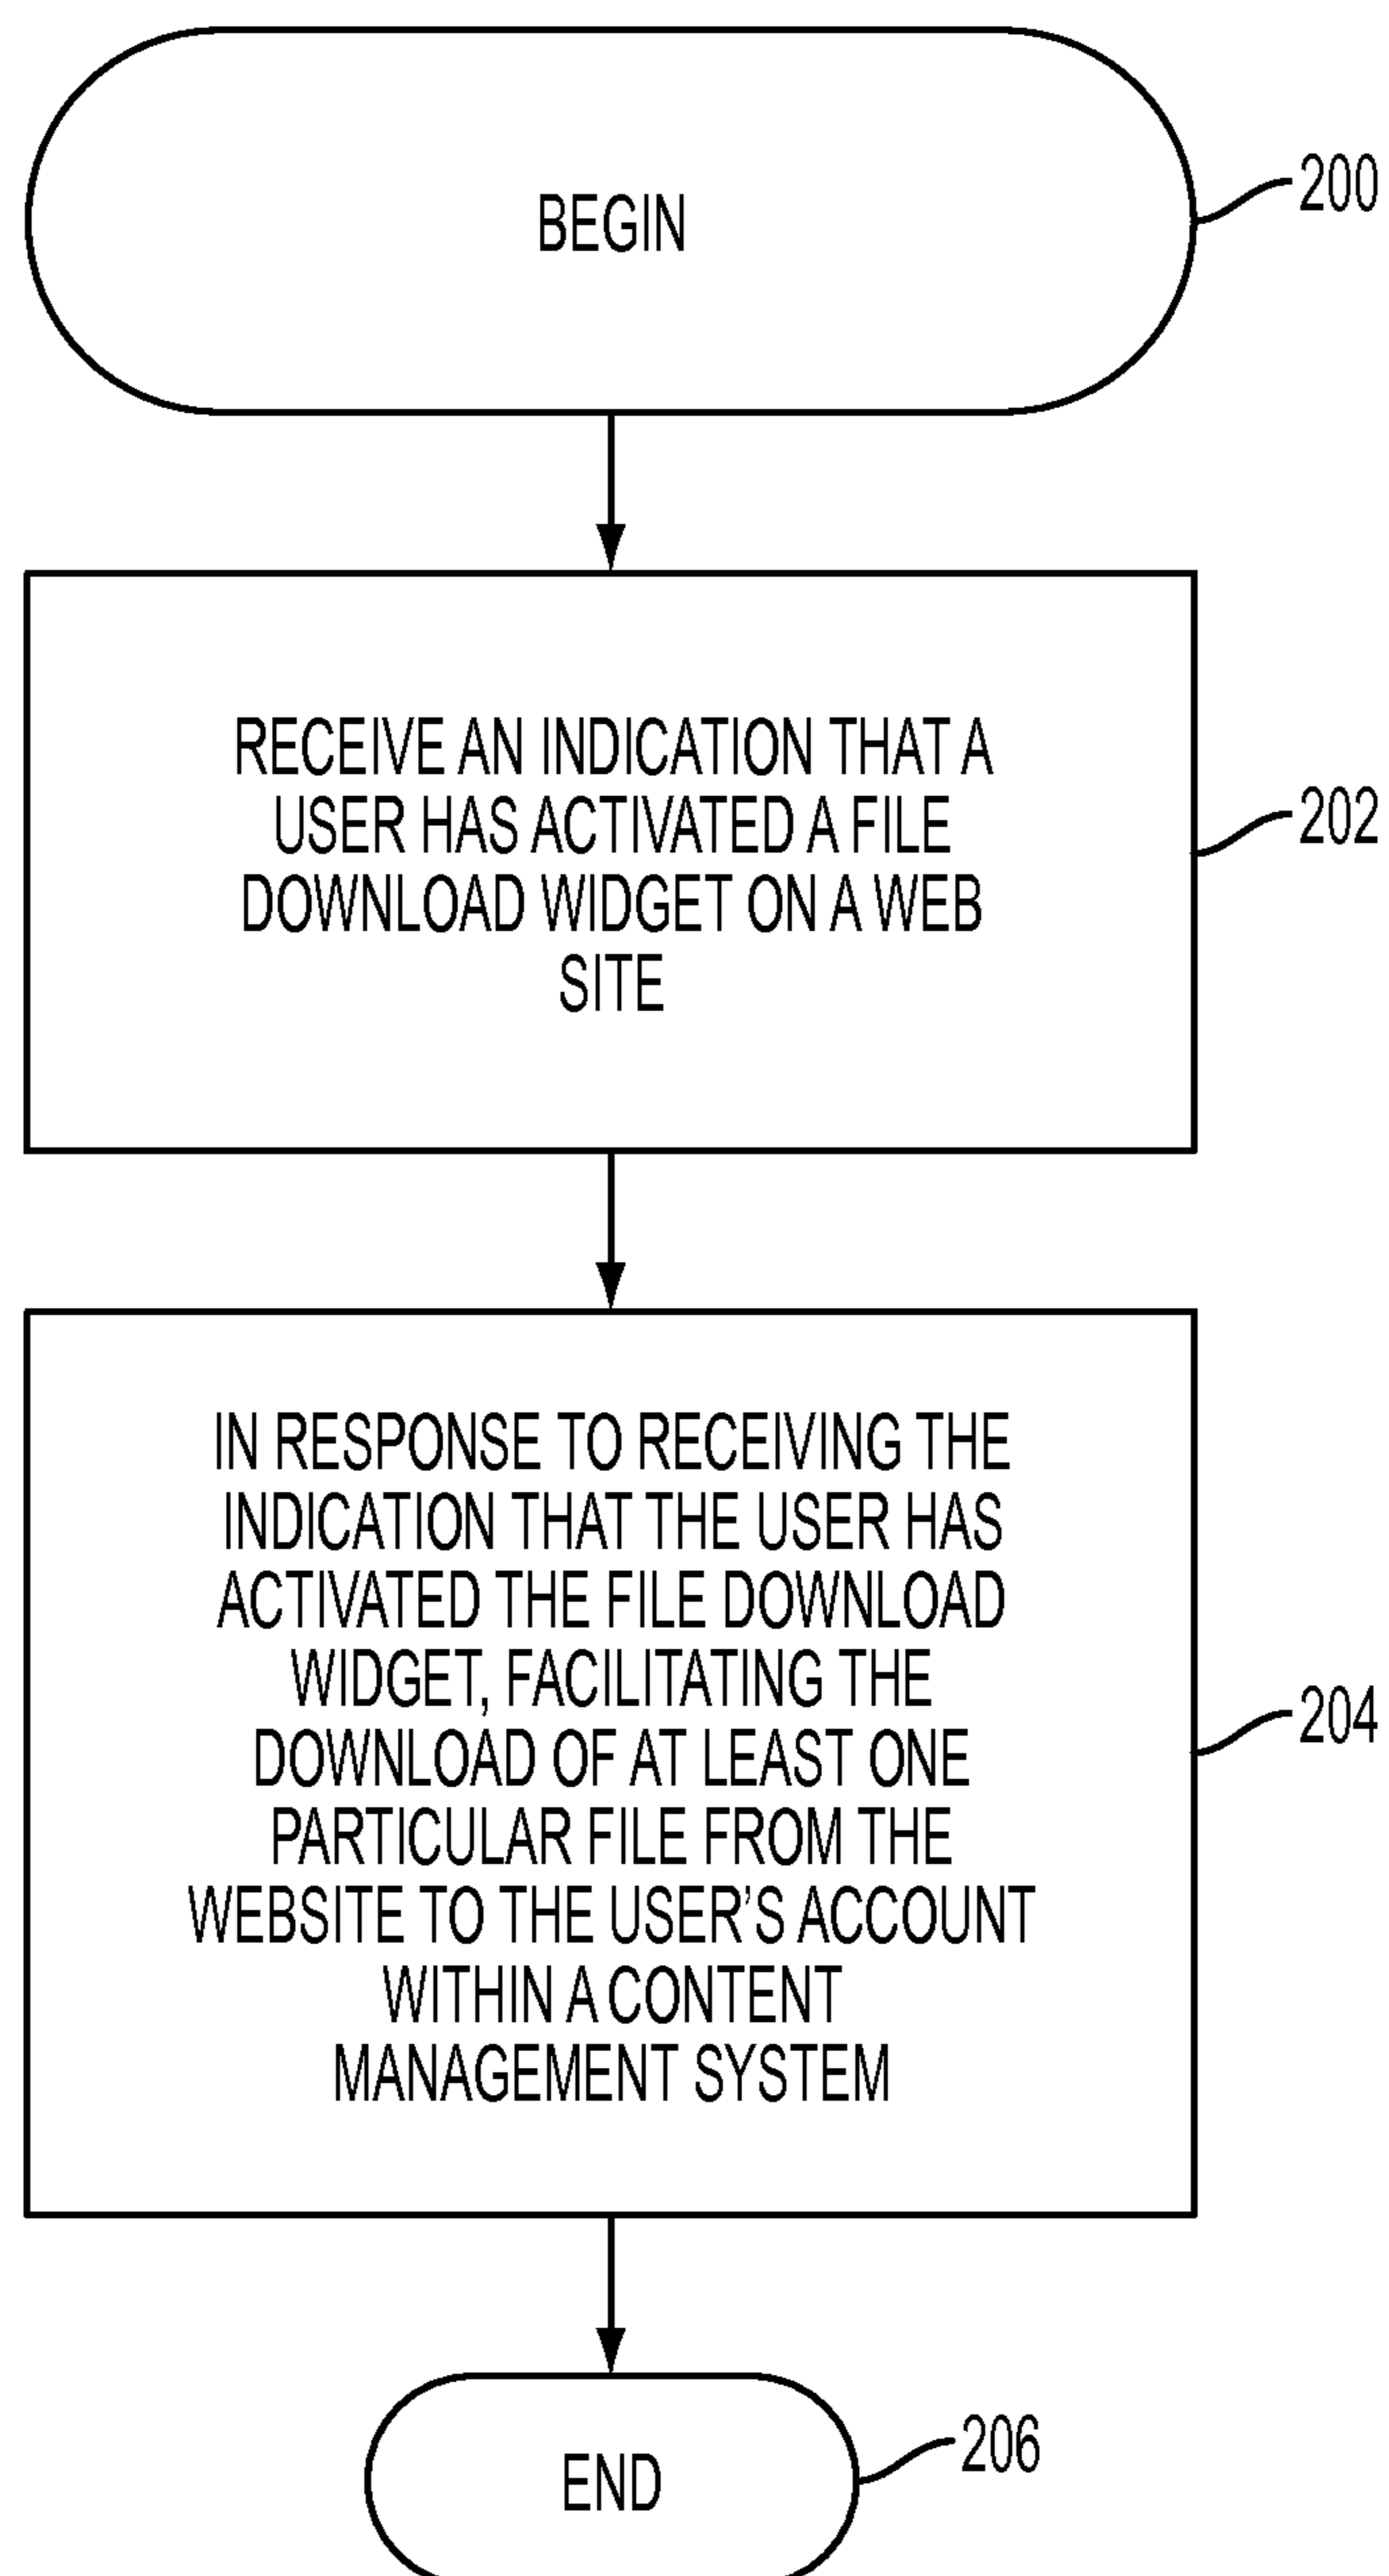 BEGIN
200
RECEIVE AN INDICATION THAT A
USER HAS ACTIVATED A FILE
DOWNLOAD WIDGET ON A WEB
SITE
202
IN RESPONSE TO RECEIVING THE
INDICATION THAT THE USER HAS
ACTIVATED THE FILE DOWNLOAD
WIDGET, FACILITATING THE
DOWNLOAD OF AT LEAST ONE
PARTICULAR FILE FROM THE
WEBSITE TO THE USER'S ACCOUNT
WITHIN A CONTENT
MANAGEMENT SYSTEM
204
END
206